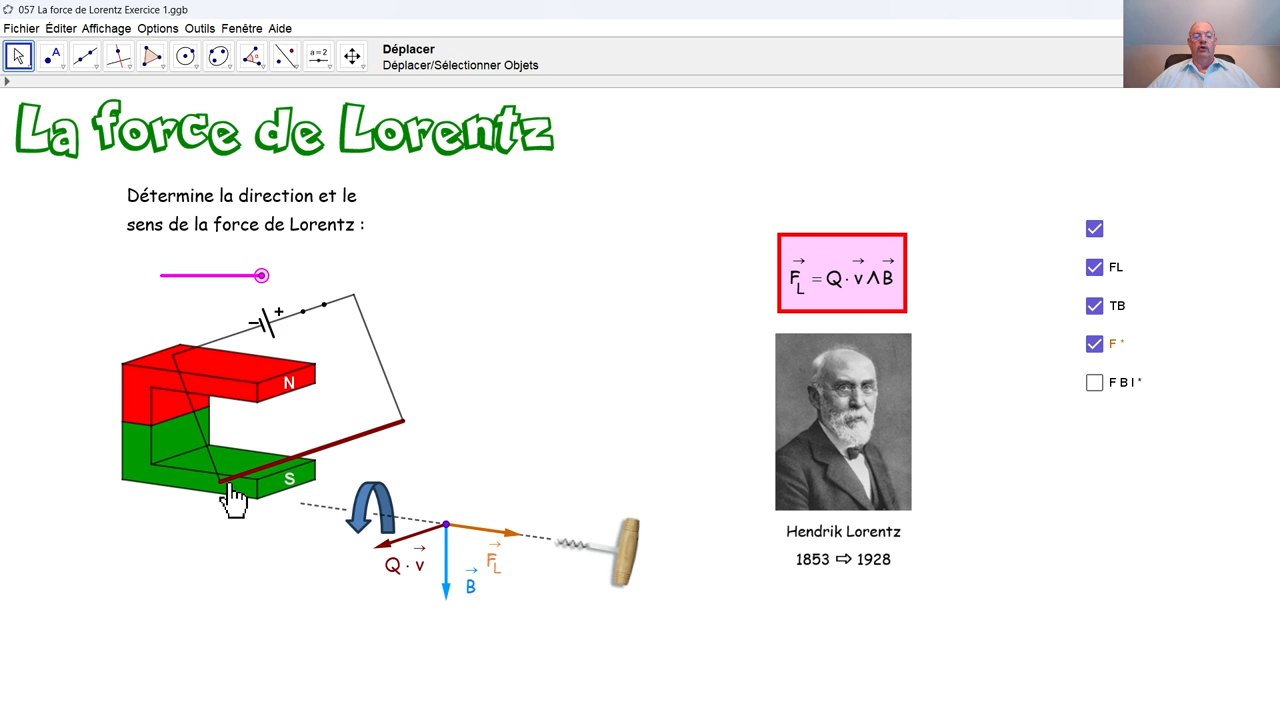 057 La force de Lorentz Exercice 1.ggb
Fichier Éditer Affichage Options Outils Fenêtre Aide
A
a=2
Déplacer
Déplacer/Sélectionner Objets
La force de Lorentz
Détermine la direction et le
sens de la force de Lorentz :
F_L = Q · v ∧ B
FL
TB
F *
F B I *
− +
N
S
Q · v
F_L
B
Hendrik Lorentz
1853 ⇨ 1928